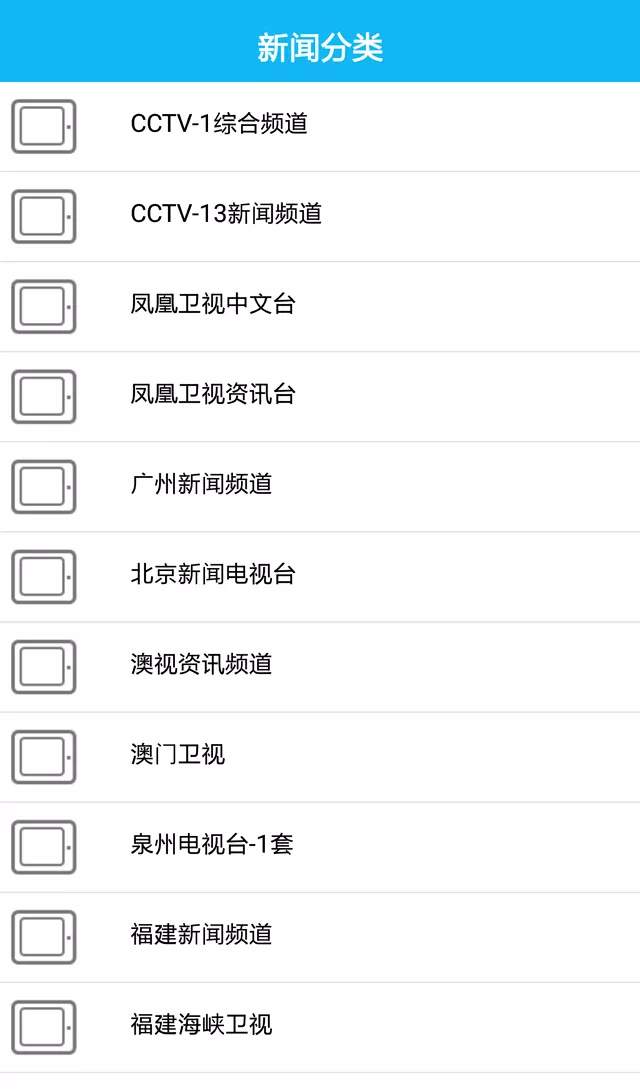 新闻分类
CCTV-1综合频道
CCTV-13新闻频道
凤凰卫视中文台
凤凰卫视资讯台
广州新闻频道
北京新闻电视台
澳视资讯频道
澳门卫视
泉州电视台-1套
福建新闻频道
福建海峡卫视